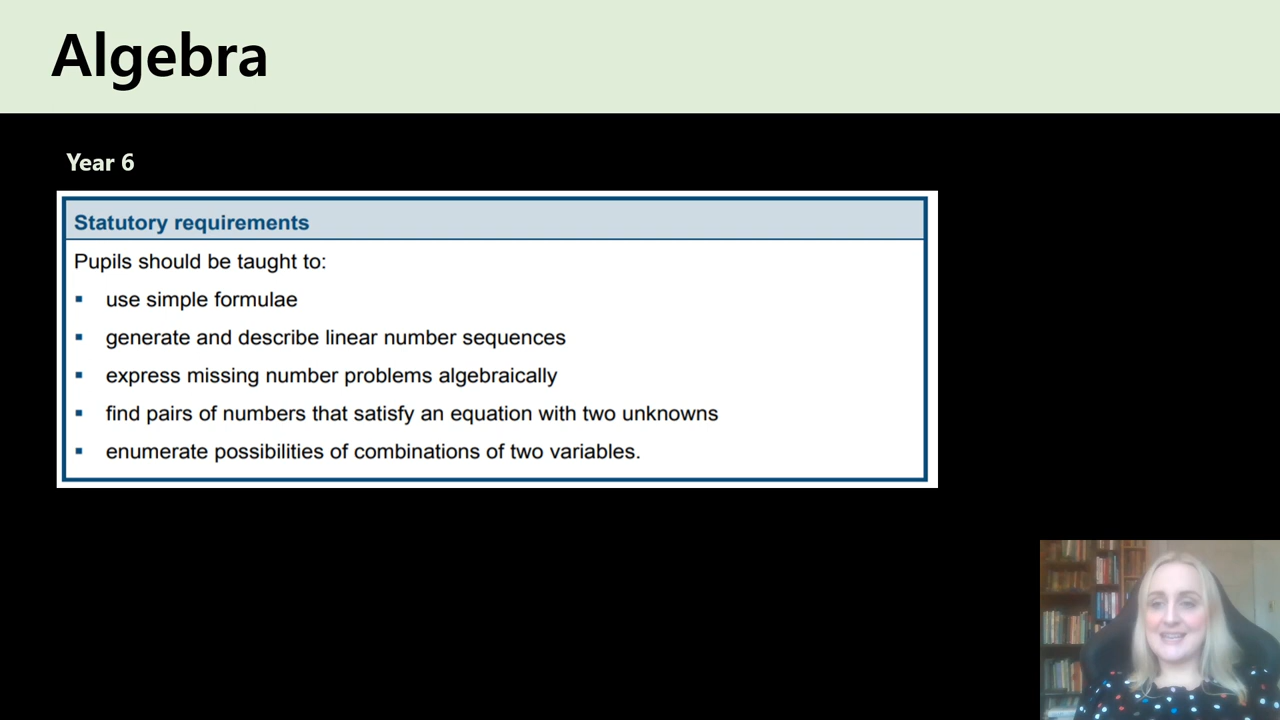 Algebra
Year 6
Statutory requirements
Pupils should be taught to:
▪ use simple formulae
▪ generate and describe linear number sequences
▪ express missing number problems algebraically
▪ find pairs of numbers that satisfy an equation with two unknowns
▪ enumerate possibilities of combinations of two variables.